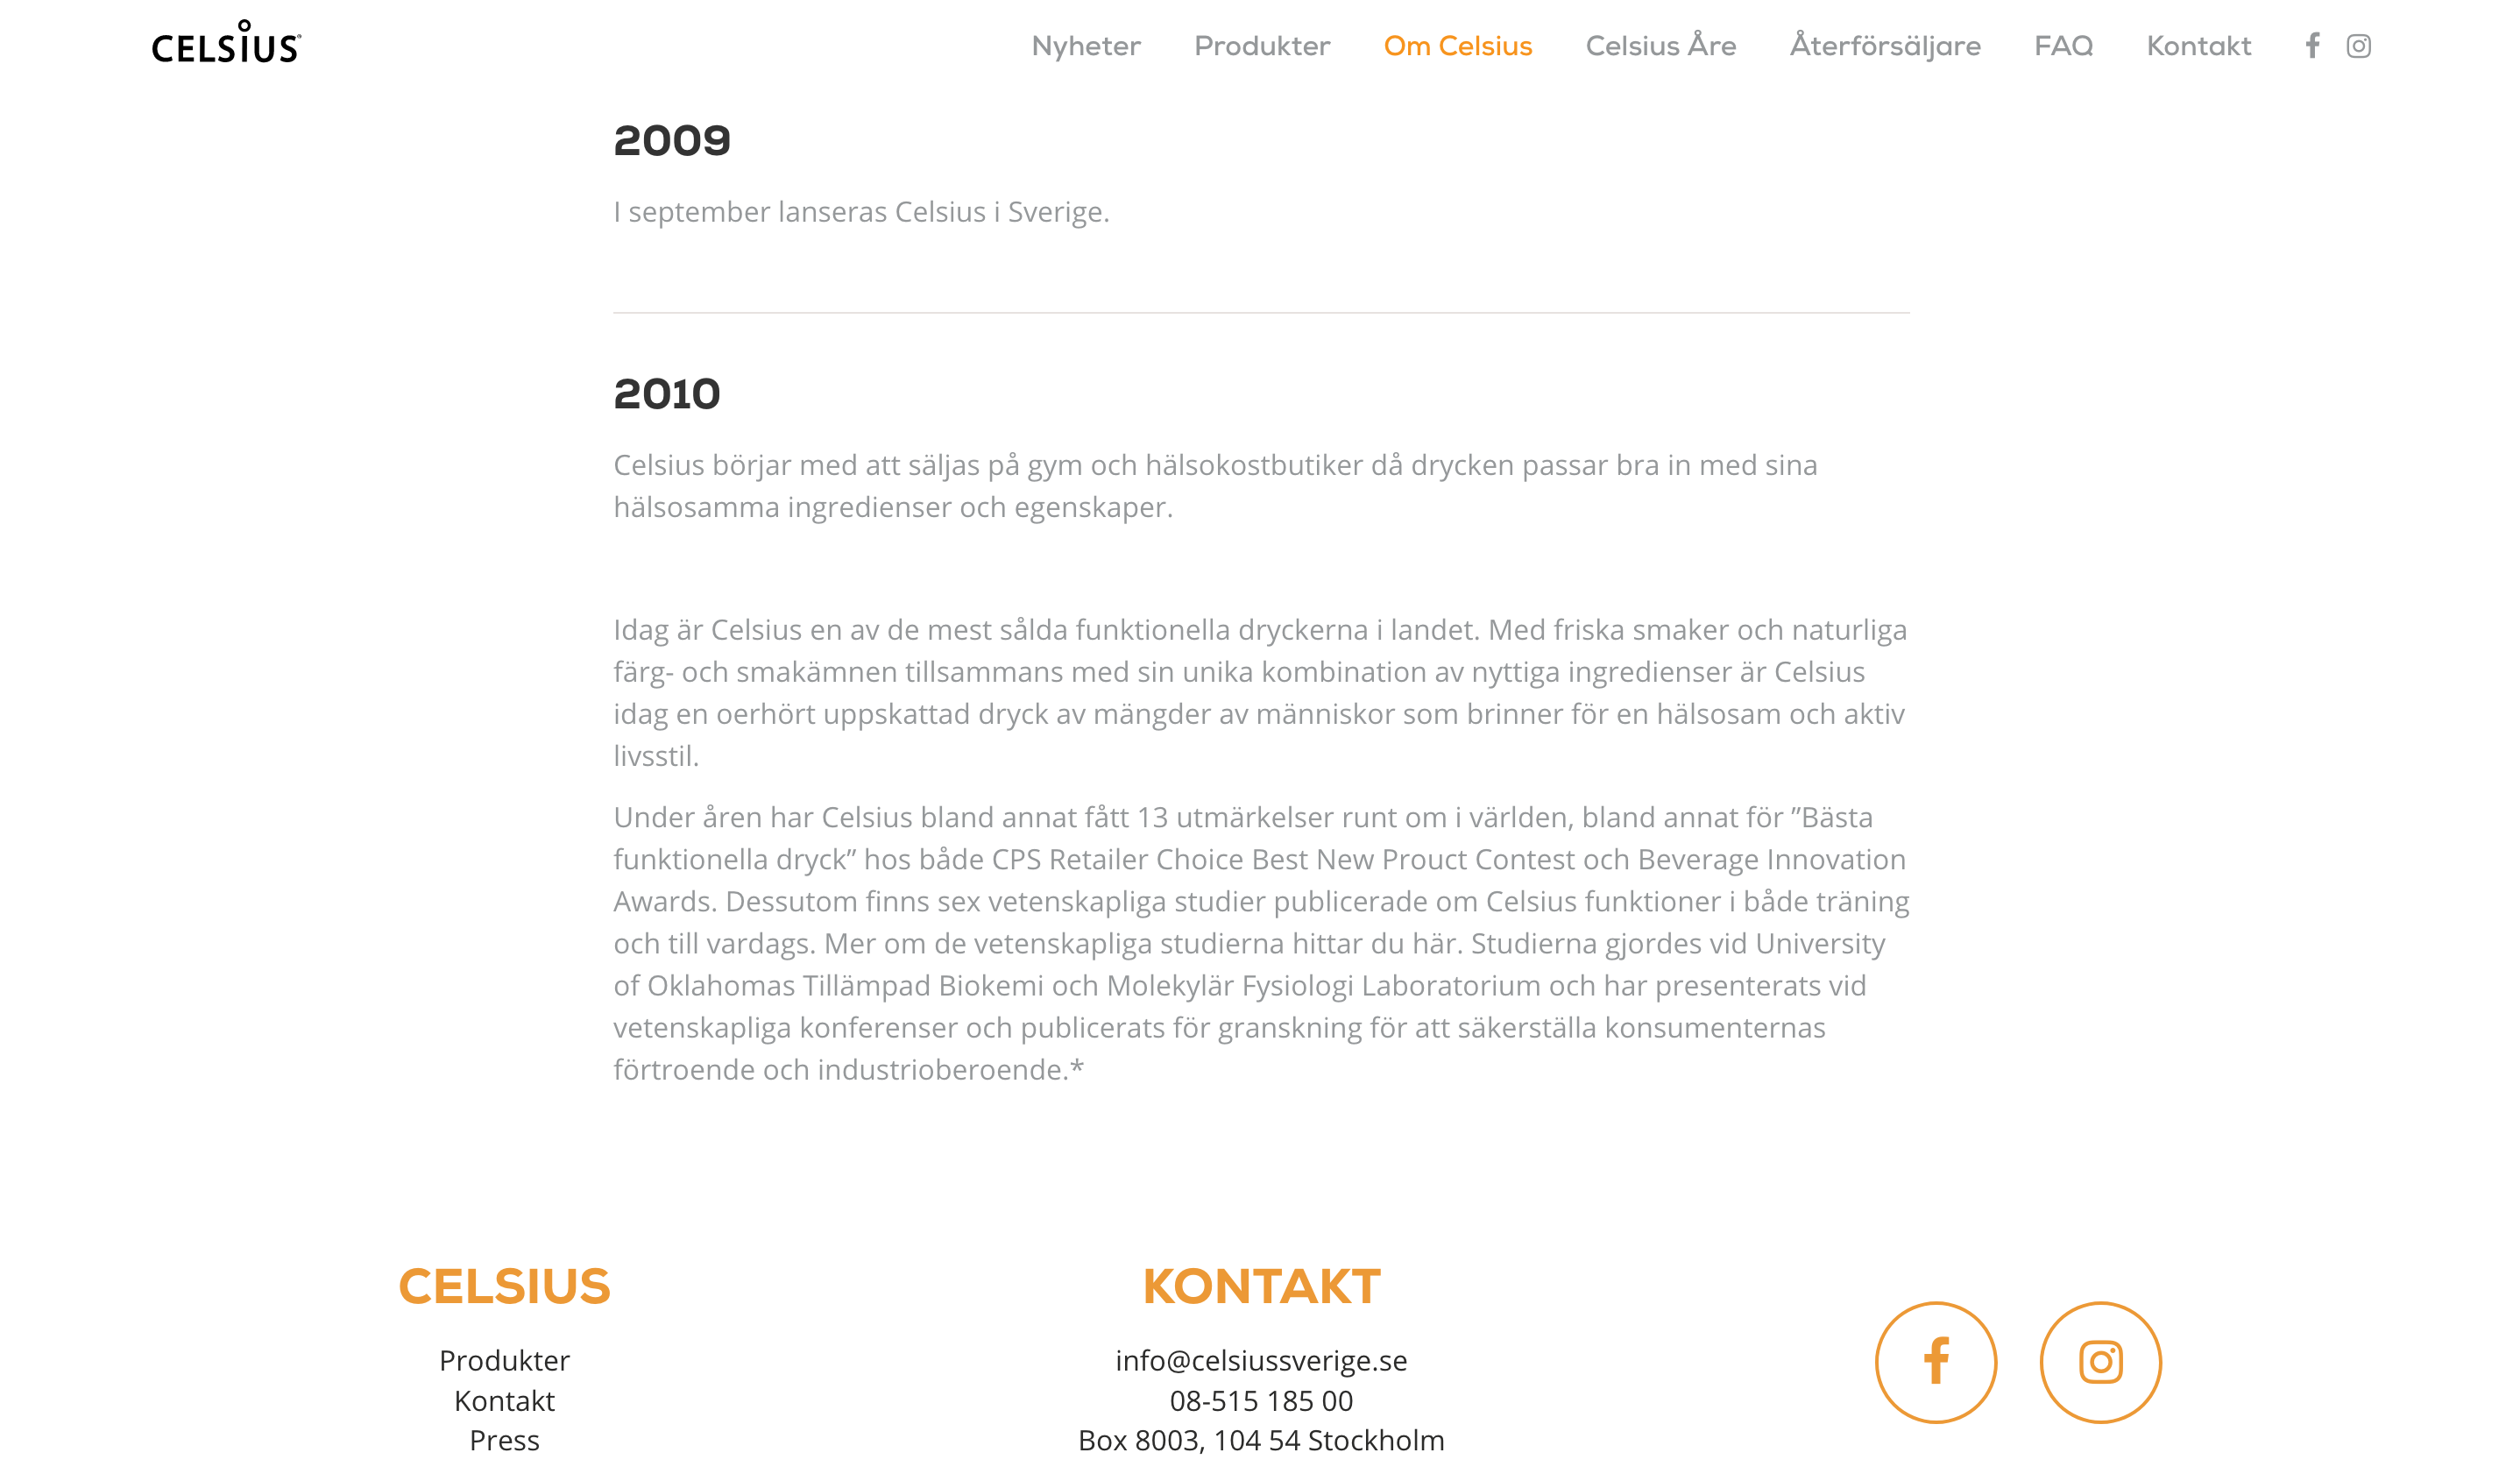 CELSIUS®
Nyheter Produkter Om Celsius Celsius Åre Återförsäljare FAQ Kontakt
2009
I september lanseras Celsius i Sverige.
2010
Celsius börjar med att säljas på gym och hälsokostbutiker då drycken passar bra in med sina
hälsosamma ingredienser och egenskaper.
Idag är Celsius en av de mest sålda funktionella dryckerna i landet. Med friska smaker och naturliga
färg- och smakämnen tillsammans med sin unika kombination av nyttiga ingredienser är Celsius
idag en oerhört uppskattad dryck av mängder av människor som brinner för en hälsosam och aktiv
livsstil.
Under åren har Celsius bland annat fått 13 utmärkelser runt om i världen, bland annat för ”Bästa
funktionella dryck” hos både CPS Retailer Choice Best New Prouct Contest och Beverage Innovation
Awards. Dessutom finns sex vetenskapliga studier publicerade om Celsius funktioner i både träning
och till vardags. Mer om de vetenskapliga studierna hittar du här. Studierna gjordes vid University
of Oklahomas Tillämpad Biokemi och Molekylär Fysiologi Laboratorium och har presenterats vid
vetenskapliga konferenser och publicerats för granskning för att säkerställa konsumenternas
förtroende och industrioberoende.*
CELSIUS
Produkter
Kontakt
Press
KONTAKT
info@celsiussverige.se
08-515 185 00
Box 8003, 104 54 Stockholm